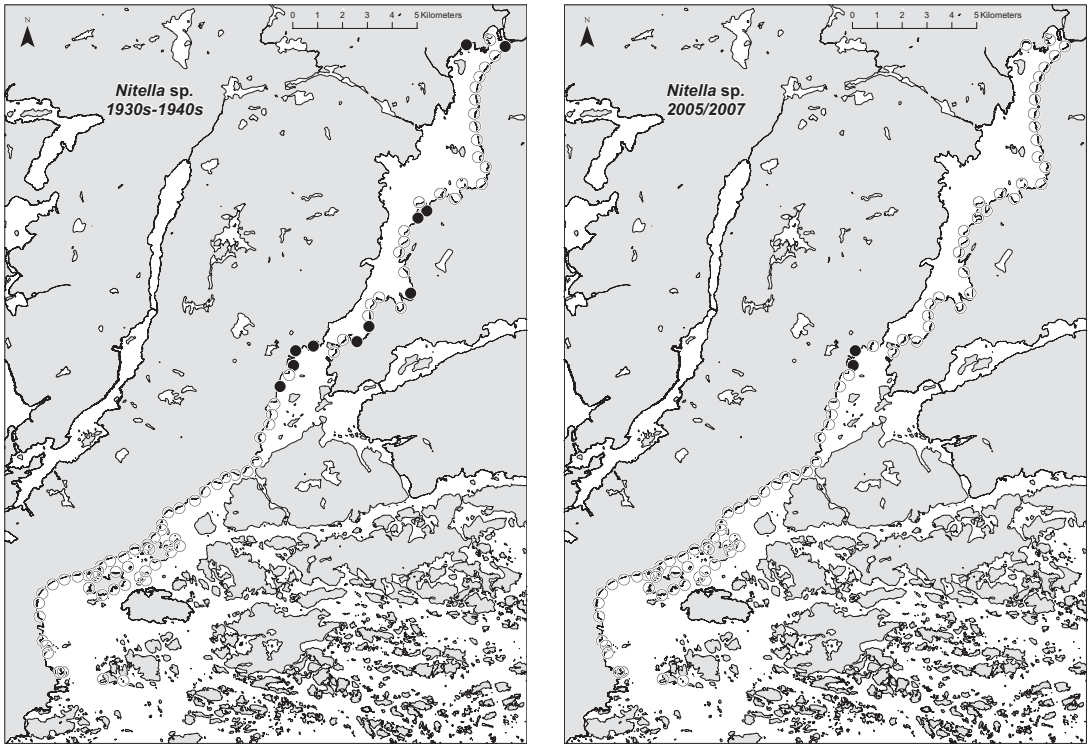 N
0 1 2 3 4 5 Kilometers
Nitella sp.
1930s-1940s
N
0 1 2 3 4 5 Kilometers
Nitella sp.
2005/2007